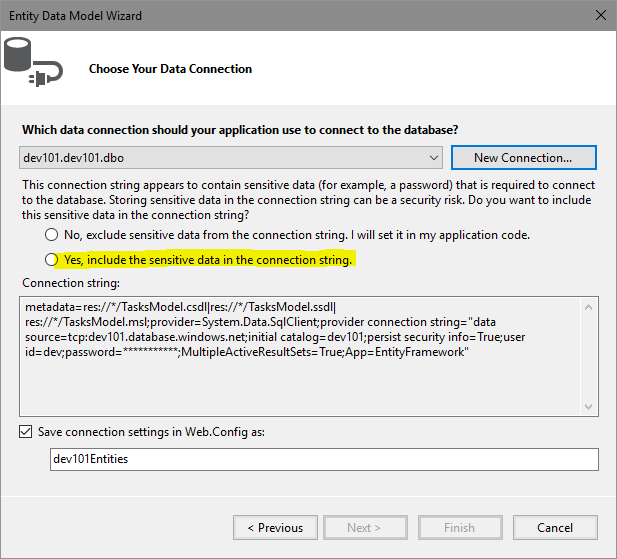 Entity Data Model Wizard
Choose Your Data Connection
Which data connection should your application use to connect to the database?
dev101.dev101.dbo
New Connection...
This connection string appears to contain sensitive data (for example, a password) that is required to connect
to the database. Storing sensitive data in the connection string can be a security risk. Do you want to include
this sensitive data in the connection string?
No, exclude sensitive data from the connection string. I will set it in my application code.
Yes, include the sensitive data in the connection string.
Connection string:
metadata=res://*/TasksModel.csdl|res://*/TasksModel.ssdl|
res://*/TasksModel.msl;provider=System.Data.SqlClient;provider connection string="data
source=tcp:dev101.database.windows.net;initial catalog=dev101;persist security info=True;user
id=dev;password=***********;MultipleActiveResultSets=True;App=EntityFramework"
Save connection settings in Web.Config as:
dev101Entities
< Previous
Next >
Finish
Cancel